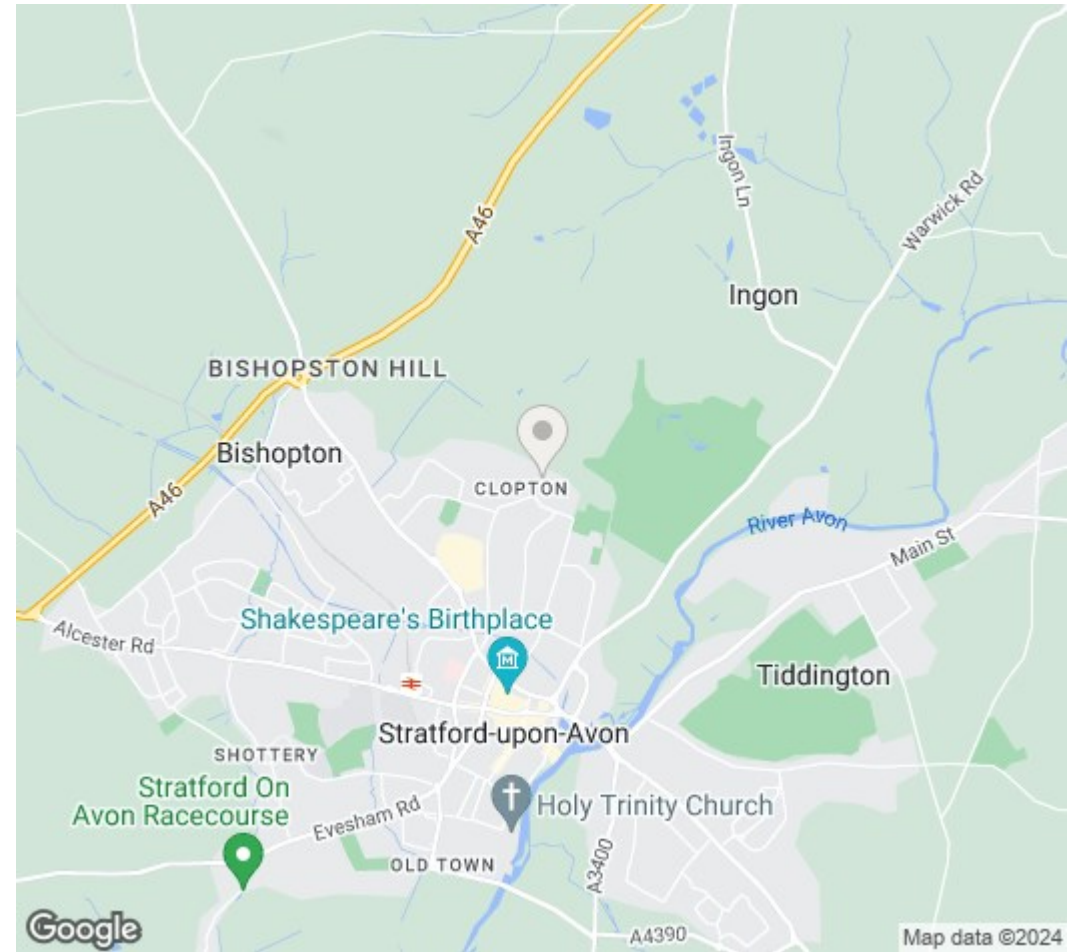 A46
Ingon Ln
Warwick Rd
Ingon
BISHOPSTON HILL
Bishopton
CLOPTON
A46
River Avon
Main St
Shakespeare's Birthplace
Alcester Rd
Tiddington
Stratford-upon-Avon
SHOTTERY
Stratford On
Avon Racecourse
Evesham Rd
Holy Trinity Church
OLD TOWN
A3400
A4390
Google
Map data ©2024